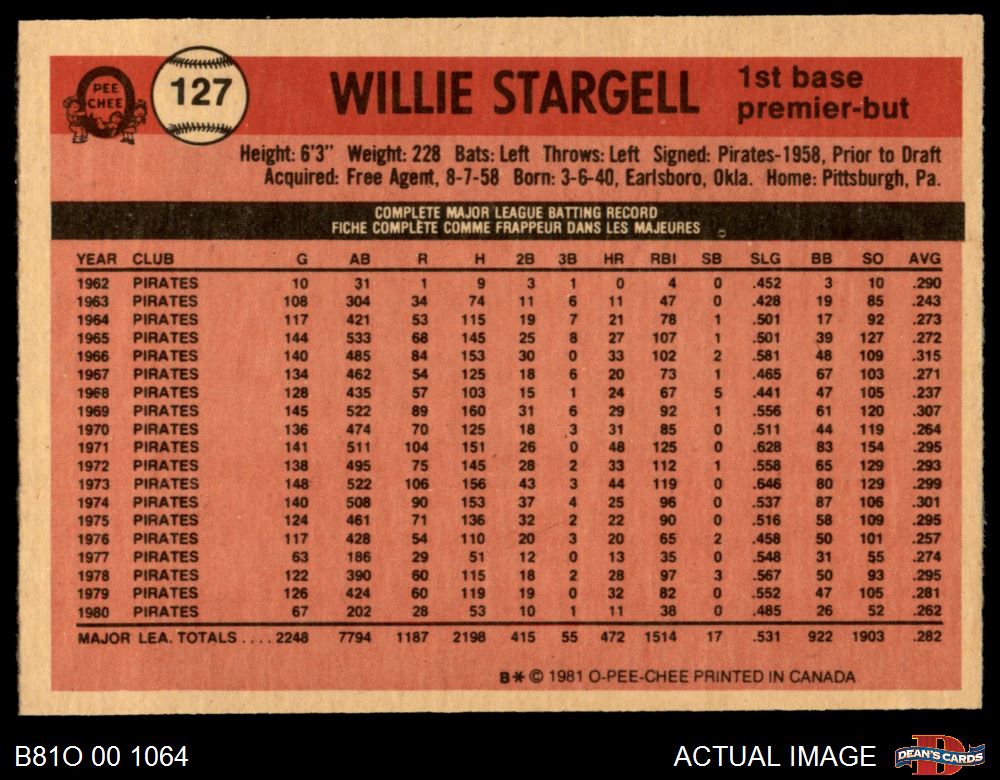 PEE
CHEE
127
WILLIE STARGELL
1st base
premier-but
Height: 6'3" Weight: 228 Bats: Left Throws: Left Signed: Pirates-1958, Prior to Draft
Acquired: Free Agent, 8-7-58 Born: 3-6-40, Earlsboro, Okla. Home: Pittsburgh, Pa.
COMPLETE MAJOR LEAGUE BATTING RECORD
FICHE COMPLÈTE COMME FRAPPEUR DANS LES MAJEURES
YEAR CLUB G AB R H 2B 3B HR RBI SB SLG BB SO AVG
1962 PIRATES 10 31 1 9 3 1 0 4 0 .452 3 10 .290
1963 PIRATES 108 304 34 74 11 6 11 47 0 .428 19 85 .243
1964 PIRATES 117 421 53 115 19 7 21 78 1 .501 17 92 .273
1965 PIRATES 144 533 68 145 25 8 27 107 1 .501 39 127 .272
1966 PIRATES 140 485 84 153 30 0 33 102 2 .581 48 109 .315
1967 PIRATES 134 462 54 125 18 6 20 73 1 .465 67 103 .271
1968 PIRATES 128 435 57 103 15 1 24 67 5 .441 47 105 .237
1969 PIRATES 145 522 89 160 31 6 29 92 1 .556 61 120 .307
1970 PIRATES 136 474 70 125 18 3 31 85 0 .511 44 119 .264
1971 PIRATES 141 511 104 151 26 0 48 125 0 .628 83 154 .295
1972 PIRATES 138 495 75 145 28 2 33 112 1 .558 65 129 .293
1973 PIRATES 148 522 106 156 43 3 44 119 0 .646 80 129 .299
1974 PIRATES 140 508 90 153 37 4 25 96 0 .537 87 106 .301
1975 PIRATES 124 461 71 136 32 2 22 90 0 .516 58 109 .295
1976 PIRATES 117 428 54 110 20 3 20 65 2 .458 50 101 .257
1977 PIRATES 63 186 29 51 12 0 13 35 0 .548 31 55 .274
1978 PIRATES 122 390 60 115 18 2 28 97 3 .567 50 93 .295
1979 PIRATES 126 424 60 119 19 0 32 82 0 .552 47 105 .281
1980 PIRATES 67 202 28 53 10 1 11 38 0 .485 26 52 .262
MAJOR LEA. TOTALS .... 2248 7794 1187 2198 415 55 472 1514 17 .531 922 1903 .282
B* © 1981 O-PEE-CHEE PRINTED IN CANADA
B81O 00 1064
ACTUAL IMAGE
DEAN'S CARDS